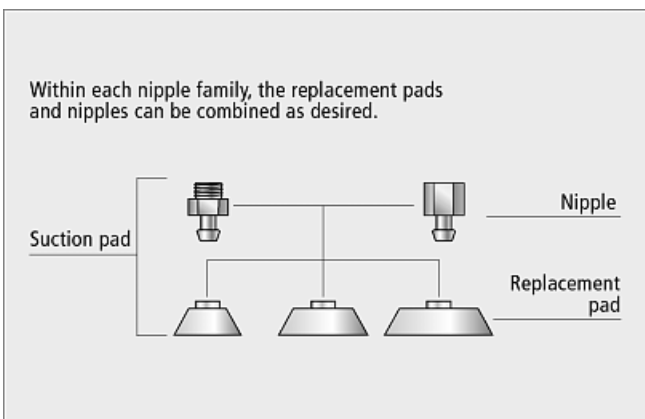 Within each nipple family, the replacement pads
and nipples can be combined as desired.
Nipple
Suction pad
Replacement
pad